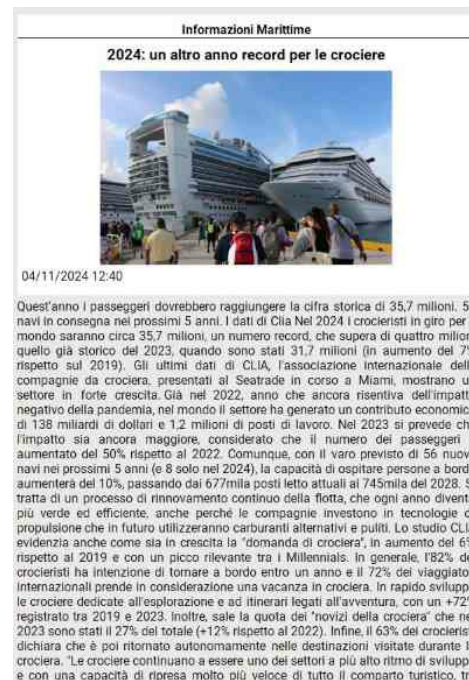 Informazioni Marittime
2024: un altro anno record per le crociere
04/11/2024 12:40
Quest'anno i passeggeri dovrebbero raggiungere la cifra storica di 35,7 milioni. 5
navi in consegna nei prossimi 5 anni. I dati di Clia Nel 2024 i crocieristi in giro per
mondo saranno circa 35,7 milioni, un numero record, che supera di quattro milion
quello già storico del 2023, quando sono stati 31,7 milioni (in aumento del 7%
rispetto sul 2019). Gli ultimi dati di CLIA, l'associazione internazionale dell
compagnie da crociera, presentati al Seatrade in corso a Miami, mostrano u
settore in forte crescita. Già nel 2022, anno che ancora risentiva dell'impatt
negativo della pandemia, nel mondo il settore ha generato un contributo economic
di 138 miliardi di dollari e 1,2 milioni di posti di lavoro. Nel 2023 si prevede ch
l'impatto sia ancora maggiore, considerato che il numero dei passeggeri
aumentato del 50% rispetto al 2022. Comunque, con il varo previsto di 56 nuov
navi nei prossimi 5 anni (e 8 solo nel 2024), la capacità di ospitare persone a bord
aumenterà del 10%, passando dai 677mila posti letto attuali ai 745mila del 2028. S
tratta di un processo di rinnovamento continuo della flotta, che ogni anno divent
più verde ed efficiente, anche perché le compagnie investono in tecnologie d
propulsione che in futuro utilizzeranno carburanti alternativi e puliti. Lo studio CLI
evidenzia anche come sia in crescita la "domanda di crociera", in aumento del 6%
rispetto al 2019 e con un picco rilevante tra i Millennials. In generale, l'82% de
crocieristi ha intenzione di tornare a bordo entro un anno e il 72% dei viaggiato
internazionali prende in considerazione una vacanza in crociera. In rapido svilupp
le crociere dedicate all'esplorazione e ad itinerari legati all'avventura, con un +72%
registrato tra 2019 e 2023. Inoltre, sale la quota dei "novizi della crociera" che ne
2023 sono stati il 27% del totale (+12% rispetto al 2022). Infine, il 63% dei crocieris
dichiara che è poi ritornato autonomamente nelle destinazioni visitate durante l
crociera. "Le crociere continuano a essere uno dei settori a più alto ritmo di svilupp
e con una capacità di ripresa molto più veloce di tutto il comparto turistico, tr